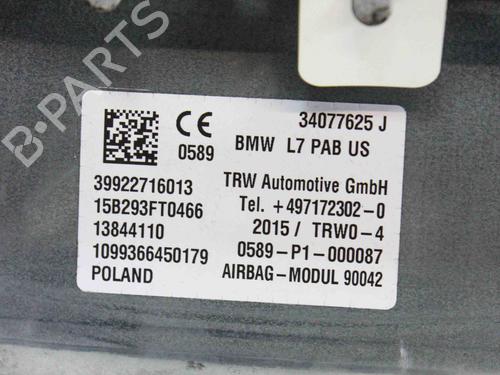 34077625 J
CE
0589
BMW L7 PAB US
39922716013
TRW Automotive GmbH
15B293FT0466
Tel. +497172302-0
13844110
2015/ TRW0-4
1099366450179
0589-P1-000087
POLAND
AIRBAG-MODUL 90042